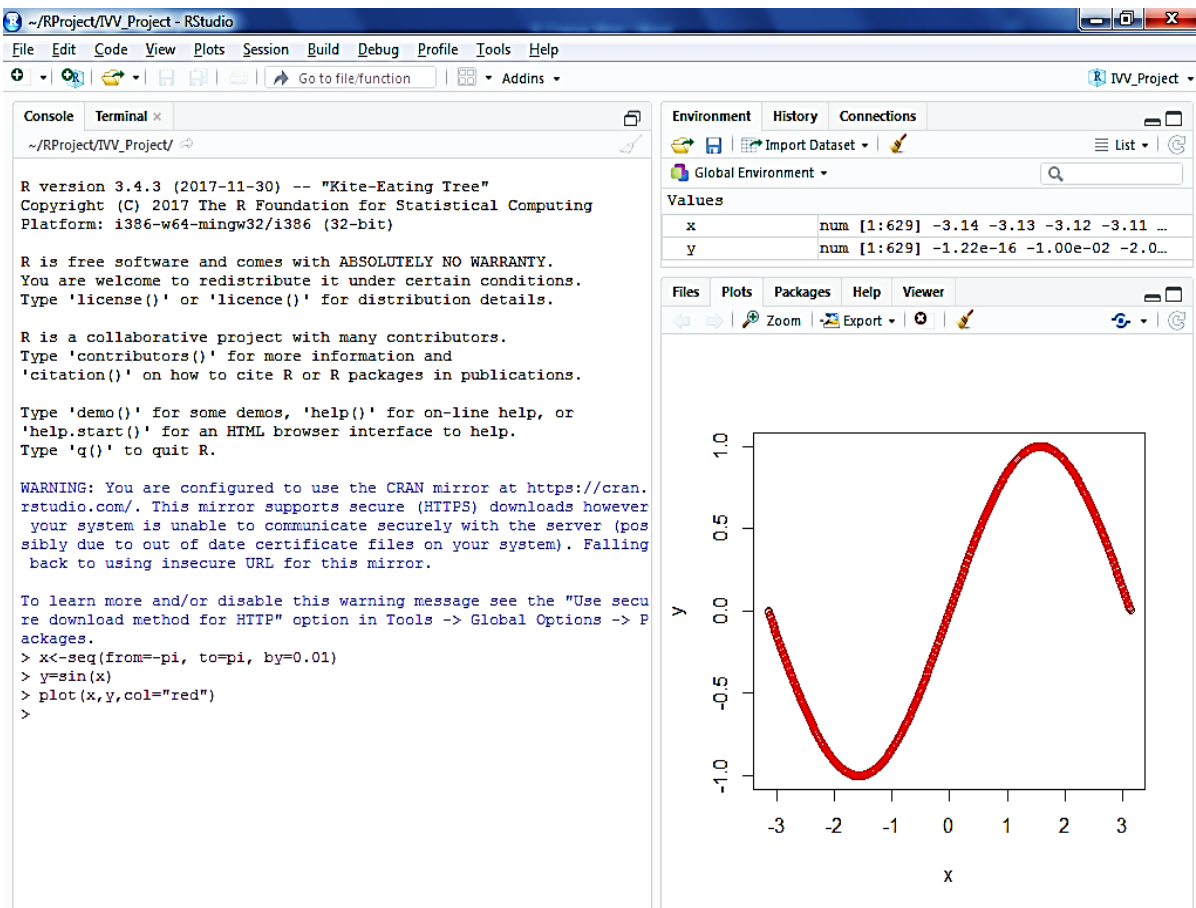 ~/RProject/IVV_Project - RStudio
File Edit Code View Plots Session Build Debug Profile Tools Help
Go to file/function Addins IVV_Project
Console Terminal
~/RProject/IVV_Project/
R version 3.4.3 (2017-11-30) -- "Kite-Eating Tree"
Copyright (C) 2017 The R Foundation for Statistical Computing
Platform: i386-w64-mingw32/i386 (32-bit)
R is free software and comes with ABSOLUTELY NO WARRANTY.
You are welcome to redistribute it under certain conditions.
Type 'license()' or 'licence()' for distribution details.
R is a collaborative project with many contributors.
Type 'contributors()' for more information and
'citation()' on how to cite R or R packages in publications.
Type 'demo()' for some demos, 'help()' for on-line help, or
'help.start()' for an HTML browser interface to help.
Type 'q()' to quit R.
WARNING: You are configured to use the CRAN mirror at https://cran.
rstudio.com/. This mirror supports secure (HTTPS) downloads however
your system is unable to communicate securely with the server (pos
sibly due to out of date certificate files on your system). Falling
back to using insecure URL for this mirror.
To learn more and/or disable this warning message see the "Use secu
re download method for HTTP" option in Tools -> Global Options -> P
ackages.
> x<-seq(from=-pi, to=pi, by=0.01)
> y=sin(x)
> plot(x,y,col="red")
>
Environment History Connections
Import Dataset List
Global Environment
Values
x num [1:629] -3.14 -3.13 -3.12 -3.11 ...
y num [1:629] -1.22e-16 -1.00e-02 -2.0...
Files Plots Packages Help Viewer
Zoom Export
1.0
0.5
0.0
-0.5
-1.0
y
-3 -2 -1 0 1 2 3
x